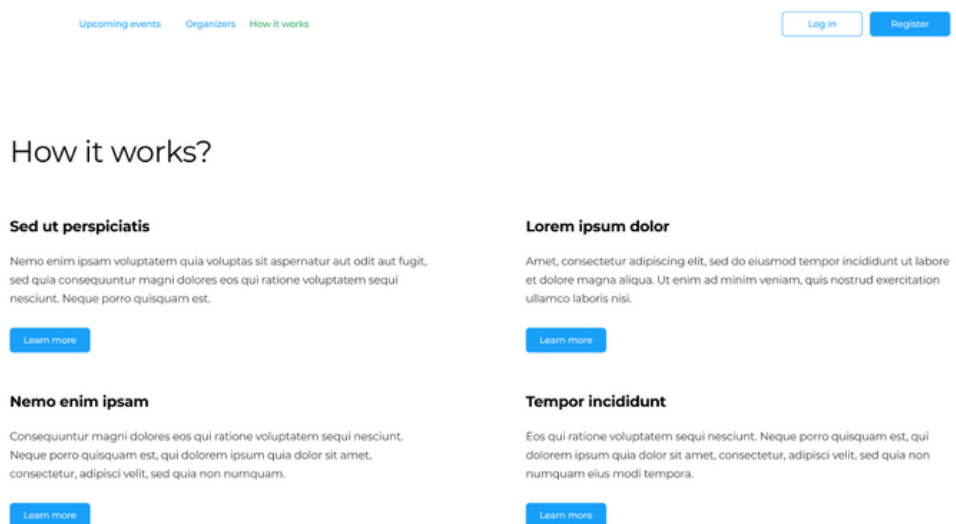 Upcoming events
Organizers
How it works
Log in
Register
How it works?
Sed ut perspiciatis
Nemo enim ipsam voluptatem quia voluptas sit aspernatur aut odit aut fugit,
sed quia consequuntur magni dolores eos qui ratione voluptatem sequi
nesciunt. Neque porro quisquam est.
Learn more
Lorem ipsum dolor
Amet, consectetur adipiscing elit, sed do eiusmod tempor incididunt ut labore
et dolore magna aliqua. Ut enim ad minim veniam, quis nostrud exercitation
ullamco laboris nisi.
Learn more
Nemo enim ipsam
Consequuntur magni dolores eos qui ratione voluptatem sequi nesciunt.
Neque porro quisquam est, qui dolorem ipsum quia dolor sit amet,
consectetur, adipisci velit, sed quia non numquam.
Learn more
Tempor incididunt
Eos qui ratione voluptatem sequi nesciunt. Neque porro quisquam est, qui
dolorem ipsum quia dolor sit amet, consectetur, adipisci velit, sed quia non
numquam eius modi tempora.
Learn more